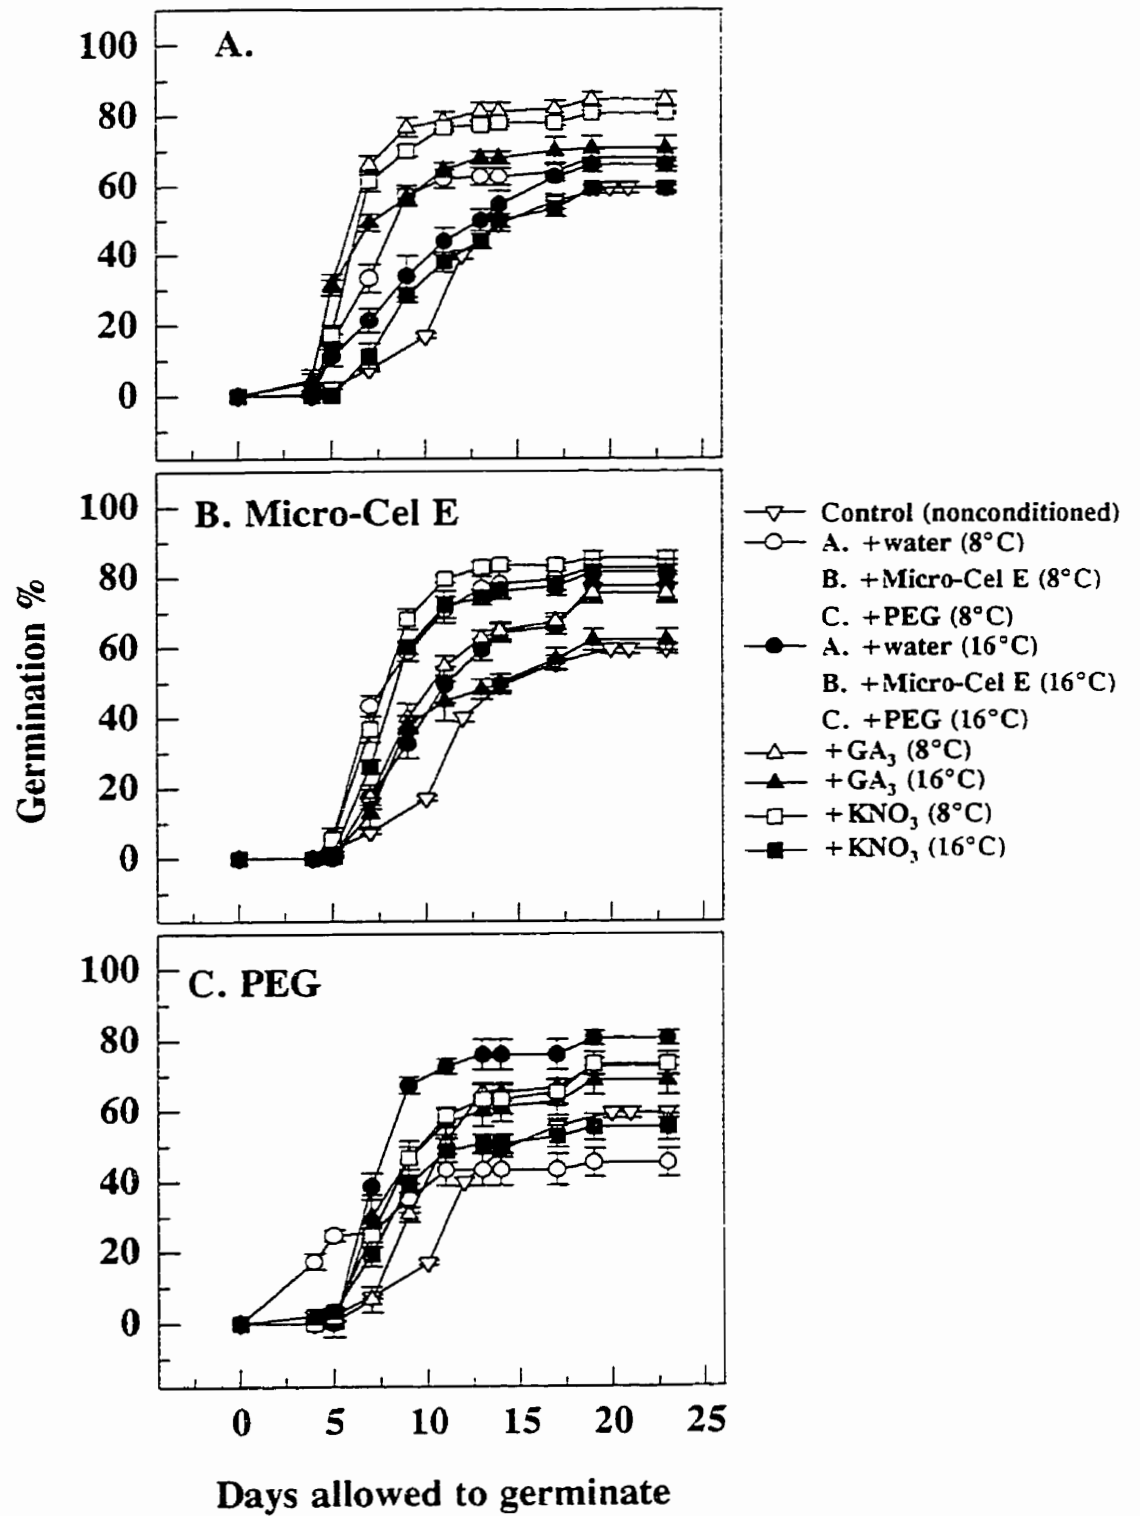 A.
100
80
60
40
20
0
B. Micro-Cel E
100
80
60
40
20
0
C. PEG
100
80
60
40
20
0
0 5 10 15 20 25
Days allowed to germinate
Germination %
Control (nonconditioned)
A. +water (8°C)
B. +Micro-Cel E (8°C)
C. +PEG (8°C)
A. +water (16°C)
B. +Micro-Cel E (16°C)
C. +PEG (16°C)
+GA₃ (8°C)
+GA₃ (16°C)
+KNO₃ (8°C)
+KNO₃ (16°C)